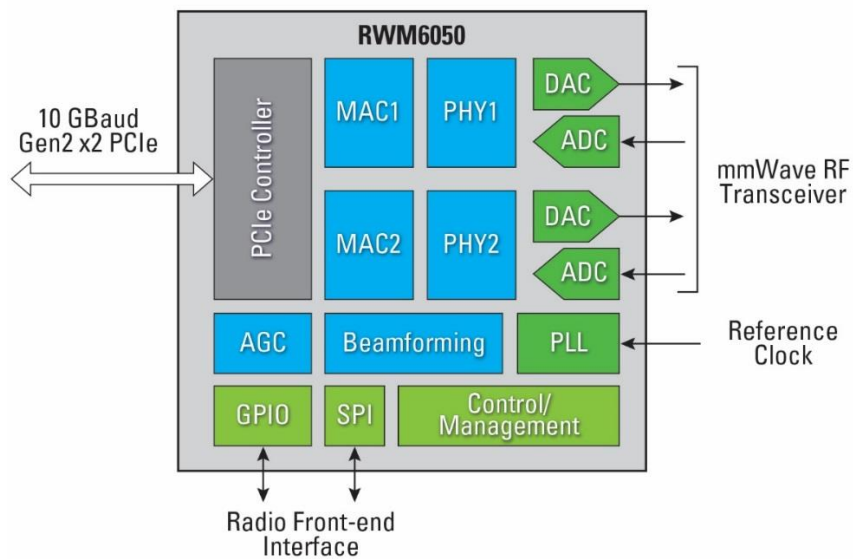 RWM6050
10 GBaud
Gen2 x2 PCIe
PCIe Controller
MAC1
PHY1
DAC
ADC
MAC2
PHY2
DAC
ADC
mmWave RF
Transceiver
AGC
Beamforming
PLL
Reference
Clock
GPIO
SPI
Control/
Management
Radio Front-end
Interface